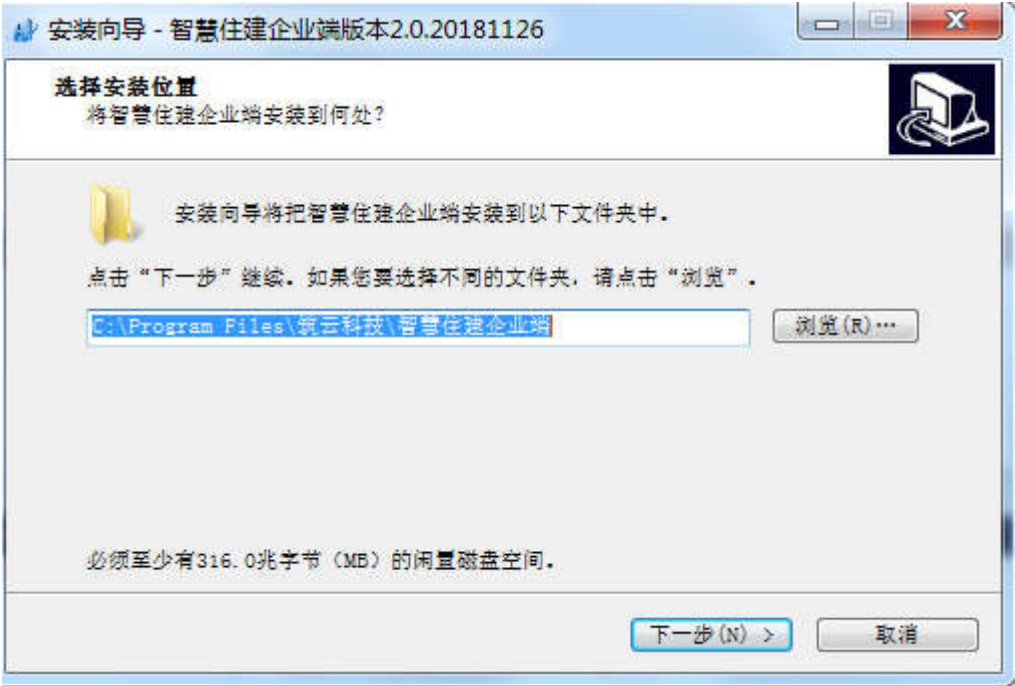 安装向导 - 智慧住建企业端版本2.0.20181126
选择安装位置
将智慧住建企业端安装到何处？
安装向导将把智慧住建企业端安装到以下文件夹中。
点击“下一步”继续。如果您要选择不同的文件夹，请点击“浏览”。
C:\Program Files\筑云科技\智慧住建企业端
浏览(R)…
必须至少有316.0兆字节（MB）的闲置磁盘空间。
下一步(N) >
取消